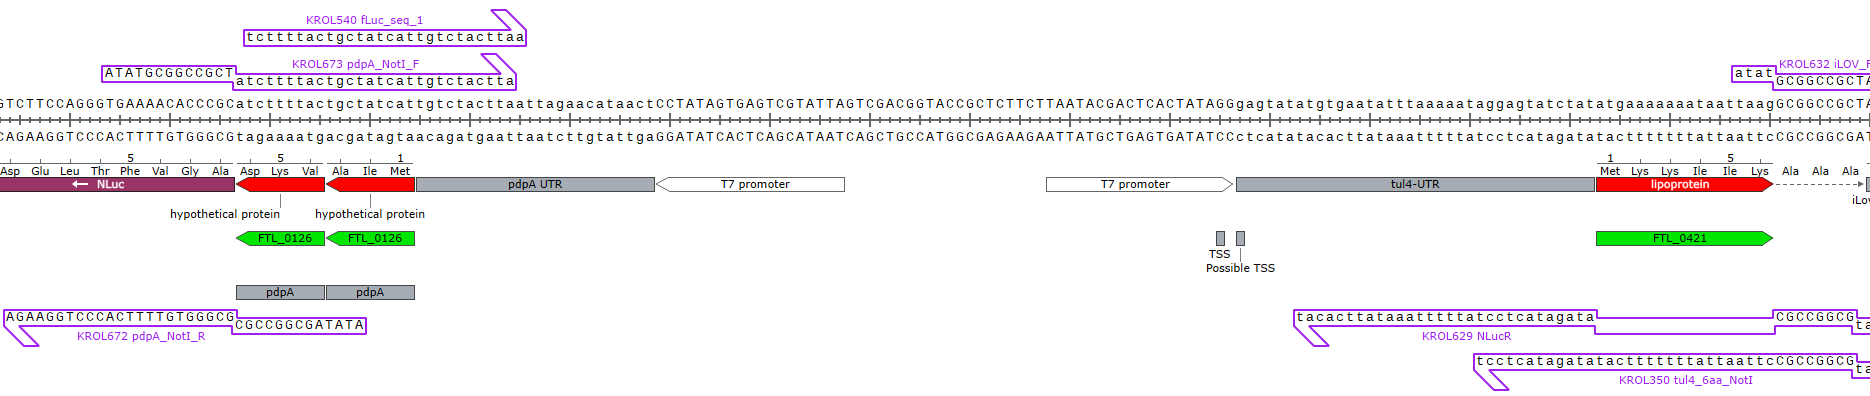 KROL540 fLuc_seq_1
tcttttactgctatcattgtctacttaa
KROL673 pdpA_NotI_F
ATATGCGGCCGCT
atcttttactgctatcattgtctactta
KROL632 iLOV_F
atat
GCGGCCGCTA
GTCTTCCAGGGTGAAAACACCCGCatcttttactgctatcattgtctacttaattagaacataactCCTATAGTGAGTCGTATTAGTCGACGGTACCGCTCTTCTTAATACGACTCACTATAGGgagtatatgtgaatatttaaaaataggagtatctatatgaaaaaaataattaagGCGGCCGCTA
CAGAAGGTCCCACTTTTGTGGGCGtagaaaatgacgatagtaacagatgaattaatcttgtattgagGATATCACTCAGCATAATCAGCTGCCATGGCGAGAAGAATTATGCTGAGTGATATCCctcatatacacttataaatttttatcctcatagatatactttttttattaattcCGCCGGCGAT
5 5 1 1 5
Asp Glu Leu Thr Phe Val Gly Ala Asp Lys Val Ala Ile Met Met Lys Lys Ile Ile Lys Ala Ala Ala
NLuc pdpA UTR T7 promoter T7 promoter tul4-UTR lipoprotein
hypothetical protein hypothetical protein iLov
FTL_0126 FTL_0126 FTL_0421
TSS
Possible TSS
pdpA pdpA
AGAAGGTCCCACTTTTGTGGGCG
CGCCGGCGATATA
KROL672 pdpA_NotI_R
tacacttataaatttttatcctcatagata
CGCCGGCG
ta
KROL629 NLucR
tcctcatagatatactttttttattaattcCGCCGGCG
ta
KROL350 tul4_6aa_NotI